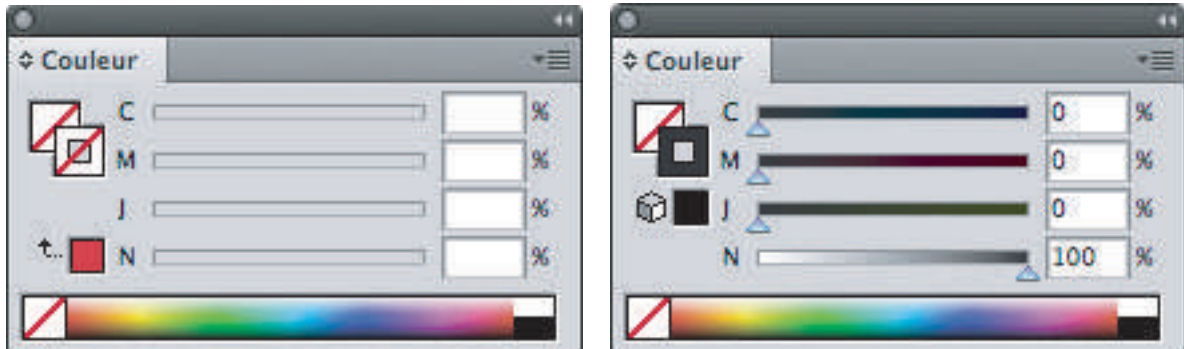 Couleur
C %
M %
J %
N %
Couleur
C 0 %
M 0 %
J 0 %
N 100 %